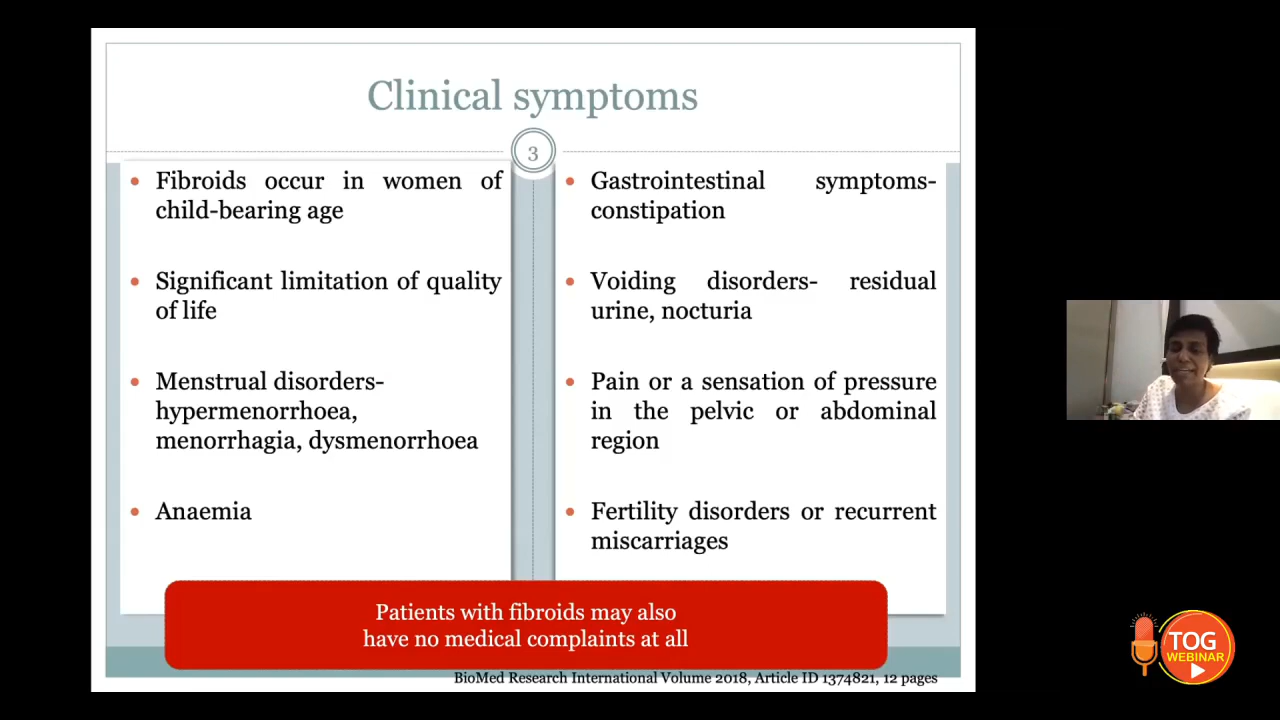 Clinical symptoms
3
• Fibroids occur in women of
child-bearing age
• Significant limitation of quality
of life
• Menstrual disorders-
hypermenorrhoea,
menorrhagia, dysmenorrhoea
• Anaemia
• Gastrointestinal symptoms-
constipation
• Voiding disorders- residual
urine, nocturia
• Pain or a sensation of pressure
in the pelvic or abdominal
region
• Fertility disorders or recurrent
miscarriages
Patients with fibroids may also
have no medical complaints at all
BioMed Research International Volume 2018, Article ID 1374821, 12 pages
TOG
WEBINAR